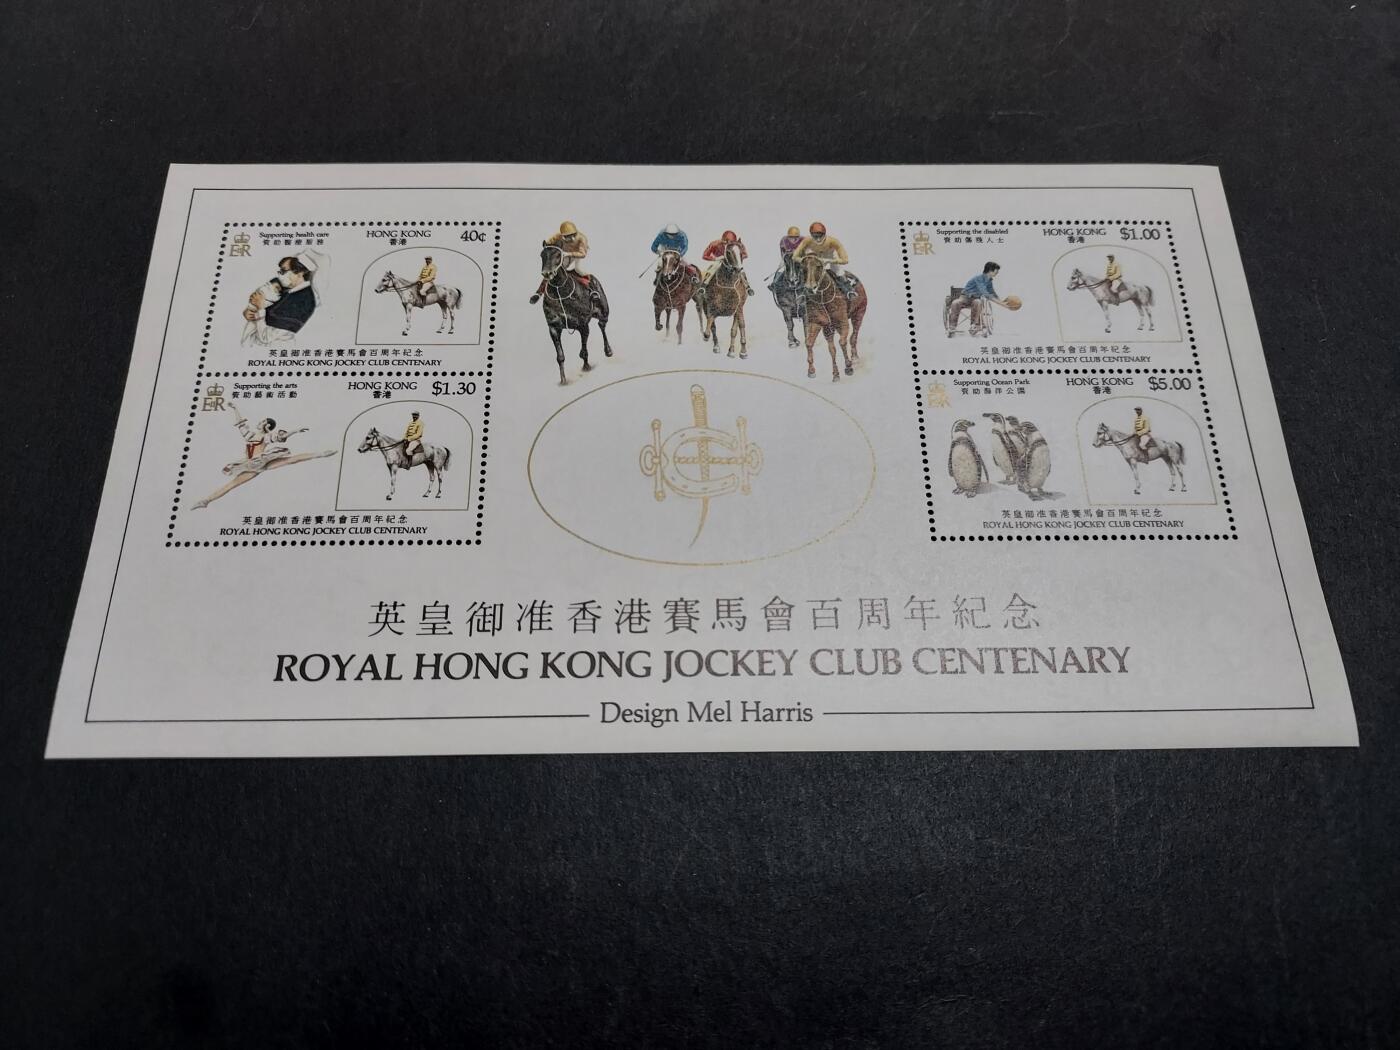 Supporting health care
資助醫療服務
HONG KONG
香港
40¢
英皇御准香港賽馬會百周年紀念
ROYAL HONG KONG JOCKEY CLUB CENTENARY
Supporting the arts
資助藝術活動
HONG KONG
香港
$1.30
英皇御准香港賽馬會百周年紀念
ROYAL HONG KONG JOCKEY CLUB CENTENARY
Supporting the disabled
資助傷殘人士
HONG KONG
香港
$1.00
英皇御准香港賽馬會百周年紀念
ROYAL HONG KONG JOCKEY CLUB CENTENARY
Supporting Ocean Park
資助海洋公園
HONG KONG
香港
$5.00
英皇御准香港賽馬會百周年紀念
ROYAL HONG KONG JOCKEY CLUB CENTENARY
英皇御准香港賽馬會百周年紀念
ROYAL HONG KONG JOCKEY CLUB CENTENARY
Design Mel Harris